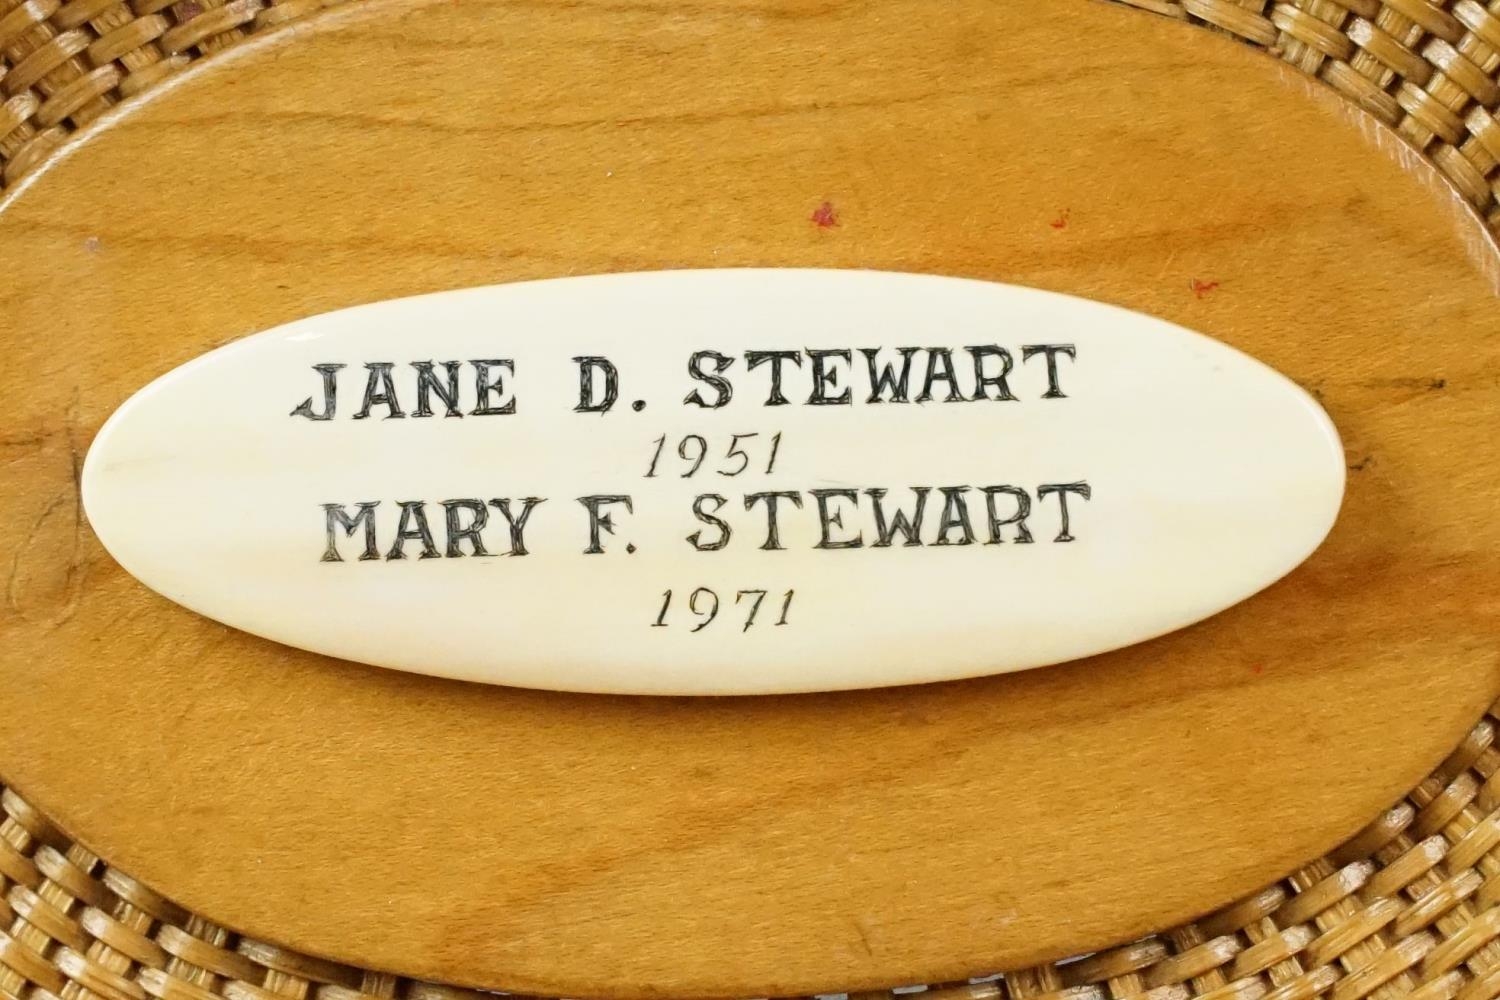 JANE D. STEWART
1951
MARY F. STEWART
1971